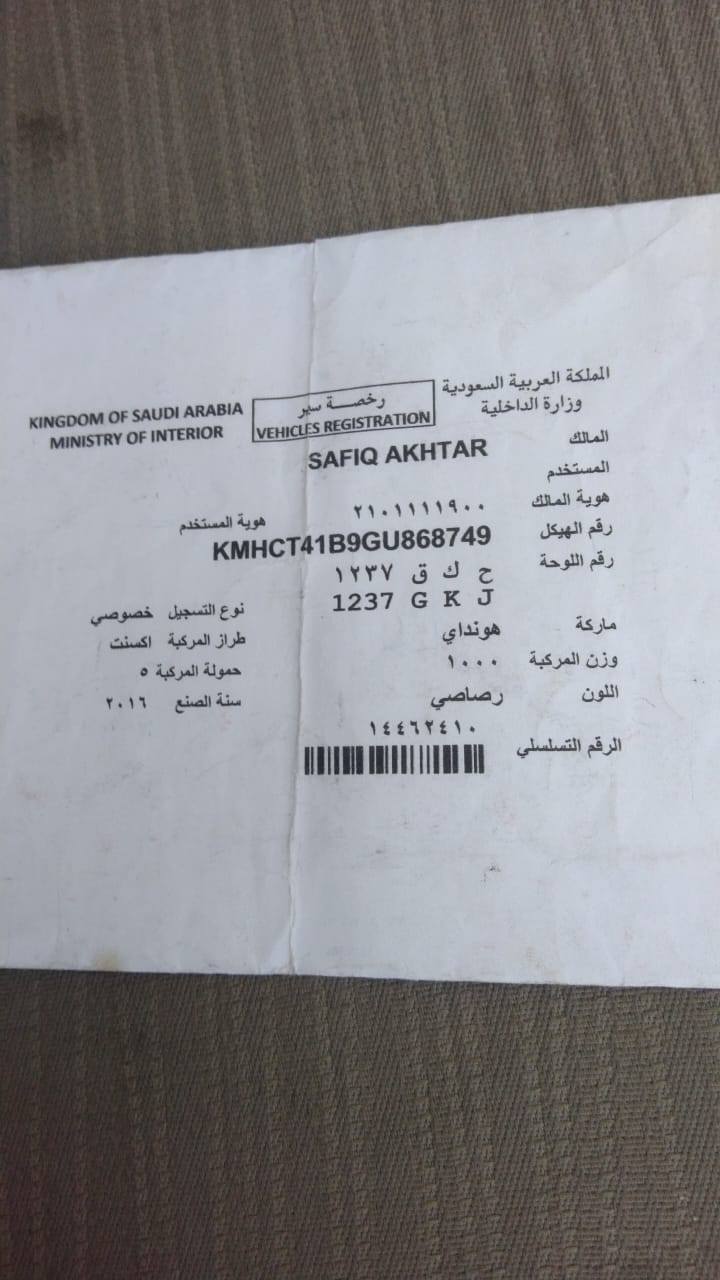 المملكة العربية السعودية
وزارة الداخلية
رخصة سير
VEHICLES REGISTRATION
KINGDOM OF SAUDI ARABIA
MINISTRY OF INTERIOR
المالك SAFIQ AKHTAR
المستخدم
هوية المالك ٢١٠١١١١٩٠٠ هوية المستخدم
رقم الهيكل KMHCT41B9GU868749
رقم اللوحة ح ك ق ١٢٣٧
1237 G K J
ماركة هونداي نوع التسجيل خصوصي
وزن المركبة ١٠٠٠ طراز المركبة اكسنت
حمولة المركبة ٥
اللون رصاصي سنة الصنع ٢٠١٦
١٤٤٦٢٤١٠
الرقم التسلسلي